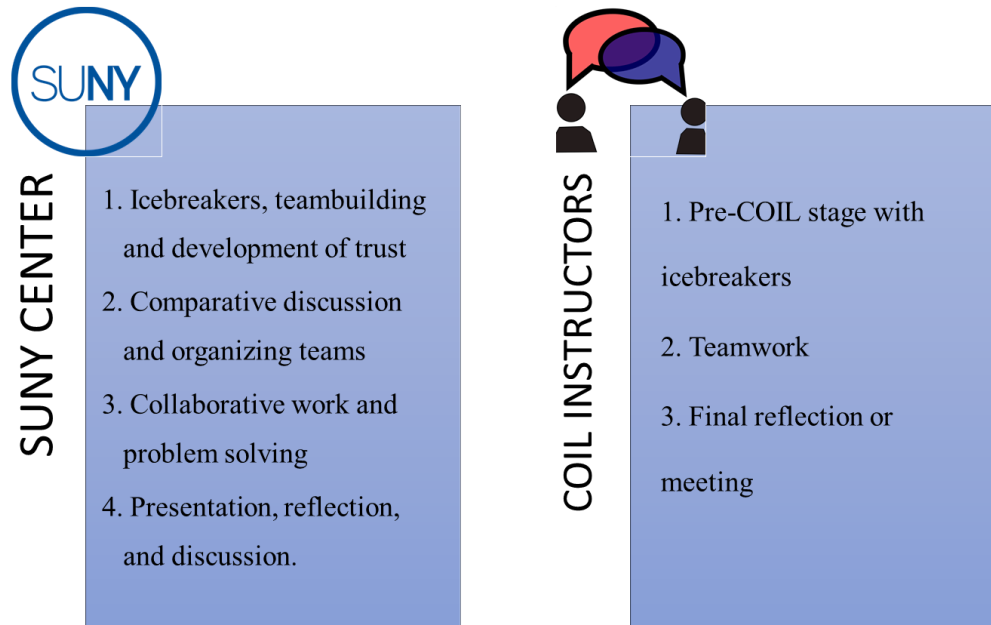 SUNY
SUNY CENTER
1. Icebreakers, teambuilding
and development of trust
2. Comparative discussion
and organizing teams
3. Collaborative work and
problem solving
4. Presentation, reflection,
and discussion.
COIL INSTRUCTORS
1. Pre-COIL stage with
icebreakers
2. Teamwork
3. Final reflection or
meeting